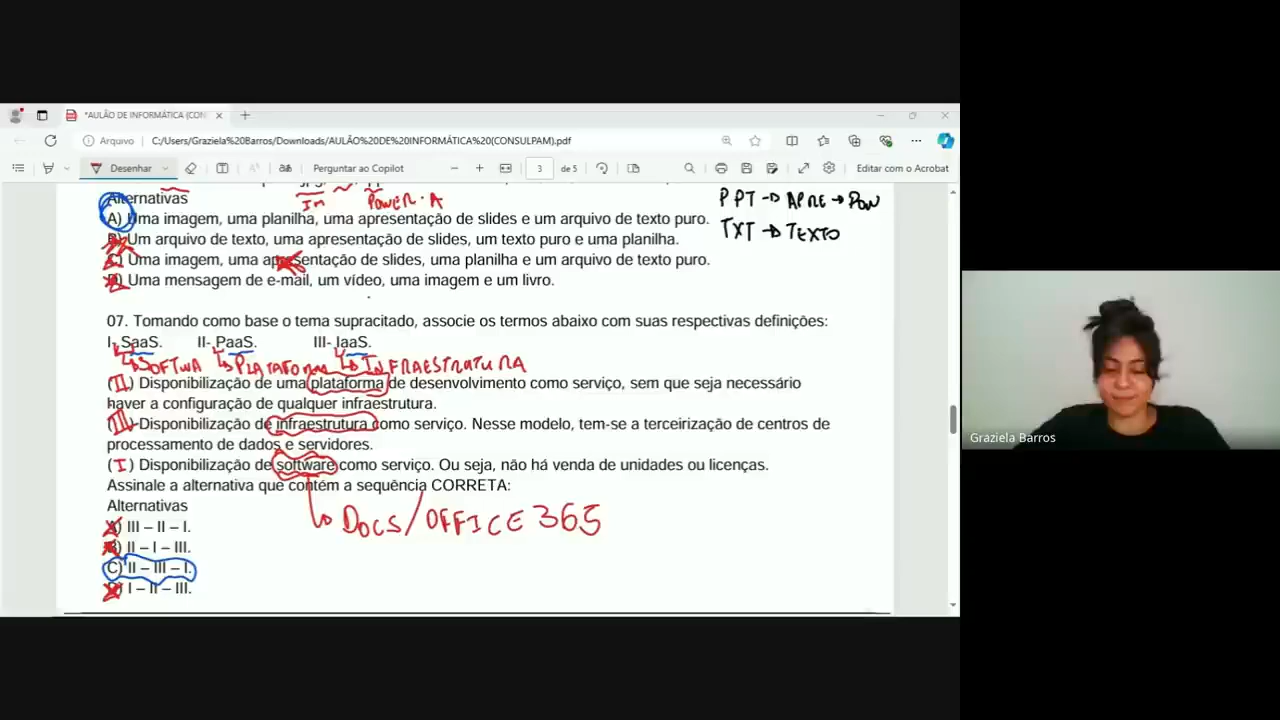 *AULÃO DE INFORMÁTICA (CON
Arquivo C:/Users/Graziela%20Barros/Downloads/AULÃO%20DE%20INFORMÁTICA%20(CONSULPAM).pdf
Desenhar Perguntar ao Copilot 3 de 5 Editar com o Acrobat
IM POWER.A
PPT → APRE → POW
TXT → TEXTO
Alternativas
A) Uma imagem, uma planilha, uma apresentação de slides e um arquivo de texto puro.
B) Um arquivo de texto, uma apresentação de slides, um texto puro e uma planilha.
C) Uma imagem, uma apresentação de slides, uma planilha e um arquivo de texto puro.
D) Uma mensagem de e-mail, um vídeo, uma imagem e um livro.
07. Tomando como base o tema supracitado, associe os termos abaixo com suas respectivas definições:
I- SaaS. II- PaaS. III- IaaS.
SOFTWA PLATAFORMA INFRAESTRATURA
(II) Disponibilização de uma plataforma de desenvolvimento como serviço, sem que seja necessário
haver a configuração de qualquer infraestrutura.
(III) Disponibilização de infraestrutura como serviço. Nesse modelo, tem-se a terceirização de centros de
processamento de dados e servidores.
(I) Disponibilização de software como serviço. Ou seja, não há venda de unidades ou licenças.
Assinale a alternativa que contém a sequência CORRETA:
Alternativas
DOCS/OFFICE 365
A) III – II – I.
B) II – I – III.
C) II – III – I.
D) I – II – III.
Graziela Barros